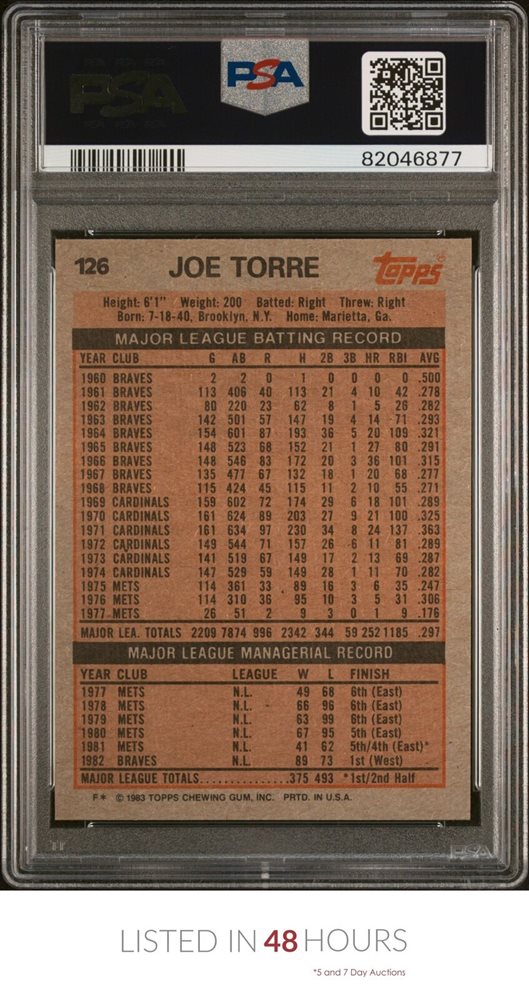 PSA
PSA
82046877
126 JOE TORRE Topps®
Height: 6'1" Weight: 200 Batted: Right Threw: Right
Born: 7-18-40, Brooklyn, N.Y. Home: Marietta, Ga.
MAJOR LEAGUE BATTING RECORD
YEAR CLUB G AB R H 2B 3B HR RBI AVG
1960 BRAVES 2 2 0 1 0 0 0 0 .500
1961 BRAVES 113 406 40 113 21 4 10 42 .278
1962 BRAVES 80 220 23 62 8 1 5 26 .282
1963 BRAVES 142 501 57 147 19 4 14 71 .293
1964 BRAVES 154 601 87 193 36 5 20 109 .321
1965 BRAVES 148 523 68 152 21 1 27 80 .291
1966 BRAVES 148 546 83 172 20 3 36 101 .315
1967 BRAVES 135 477 67 132 18 1 20 68 .277
1968 BRAVES 115 424 45 115 11 2 10 55 .271
1969 CARDINALS 159 602 72 174 29 6 18 101 .289
1970 CARDINALS 161 624 89 203 27 9 21 100 .325
1971 CARDINALS 161 634 97 230 34 8 24 137 .363
1972 CARDINALS 149 544 71 157 26 6 11 81 .289
1973 CARDINALS 141 519 67 149 17 2 13 69 .287
1974 CARDINALS 147 529 59 149 28 1 11 70 .282
1975 METS 114 361 33 89 16 3 6 35 .247
1976 METS 114 310 36 95 10 3 5 31 .306
1977 METS 26 51 2 9 3 0 1 9 .176
MAJOR LEA. TOTALS 2209 7874 996 2342 344 59 252 1185 .297
MAJOR LEAGUE MANAGERIAL RECORD
YEAR CLUB LEAGUE W L FINISH
1977 METS N.L. 49 68 6th (East)
1978 METS N.L. 66 96 6th (East)
1979 METS N.L. 63 99 6th (East)
1980 METS N.L. 67 95 5th (East)
1981 METS N.L. 41 62 5th/4th (East)*
1982 BRAVES N.L. 89 73 1st (West)
MAJOR LEAGUE TOTALS..............375 493 *1st/2nd Half
F* © 1983 TOPPS CHEWING GUM, INC. PRTD. IN U.S.A.
PSA
LISTED IN 48 HOURS
*5 and 7 Day Auctions